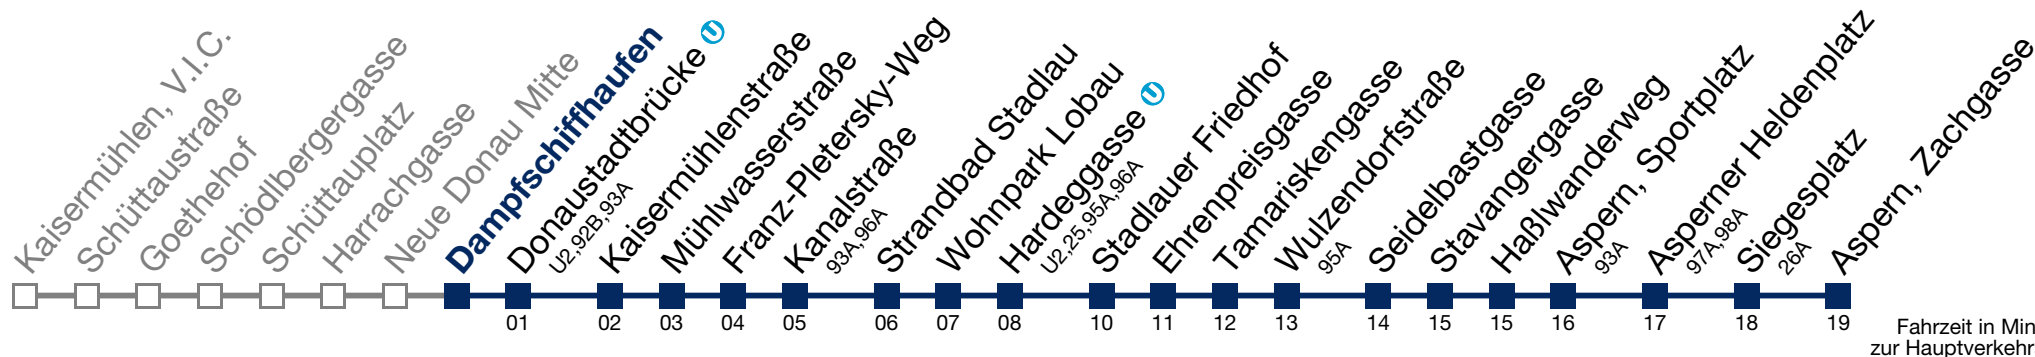 Kaisermühlen, V.I.C.
Schüttaustraße
Goethehof
Schödlbergergasse
Schüttauplatz
Harrachgasse
Neue Donau Mitte
Dampfschiffhaufen
Donaustadtbrücke U
U2,92B,93A
Kaisermühlenstraße
Mühlwasserstraße
Franz-Pletersky-Weg
Kanalstraße
93A,96A
Strandbad Stadlau
Wohnpark Lobau
Hardeggasse U
U2,25,95A,96A
Stadlauer Friedhof
Ehrenpreisgasse
Tamariskengasse
Wulzendorfstraße
95A
Seidelbastgasse
Stavangergasse
Haßlwanderweg
Aspern, Sportplatz
93A
Asperner Heldenplatz
97A,98A
Siegesplatz
26A
Aspern, Zachgasse
01 02 03 04 05 06 07 08 10 11 12 13 14 15 15 16 17 18 19
Fahrzeit in Min
zur Hauptverkehr